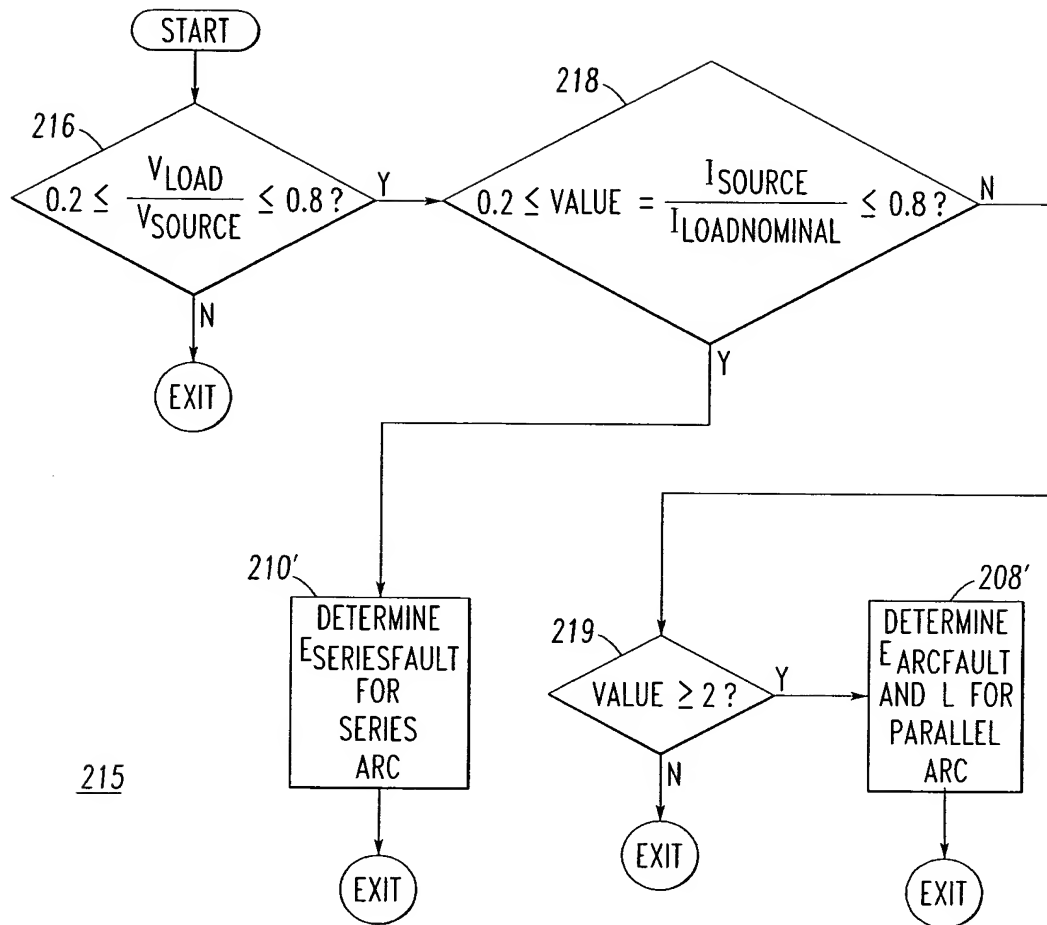 START
216
0.2 ≤ V_LOAD / V_SOURCE ≤ 0.8 ?
Y
N
EXIT
218
0.2 ≤ VALUE = I_SOURCE / I_LOADNOMINAL ≤ 0.8 ?
N
Y
210'
DETERMINE
E_SERIESFAULT
FOR
SERIES
ARC
EXIT
219
VALUE ≥ 2 ?
Y
N
EXIT
208'
DETERMINE
E_ARCFAULT
AND L FOR
PARALLEL
ARC
EXIT
215